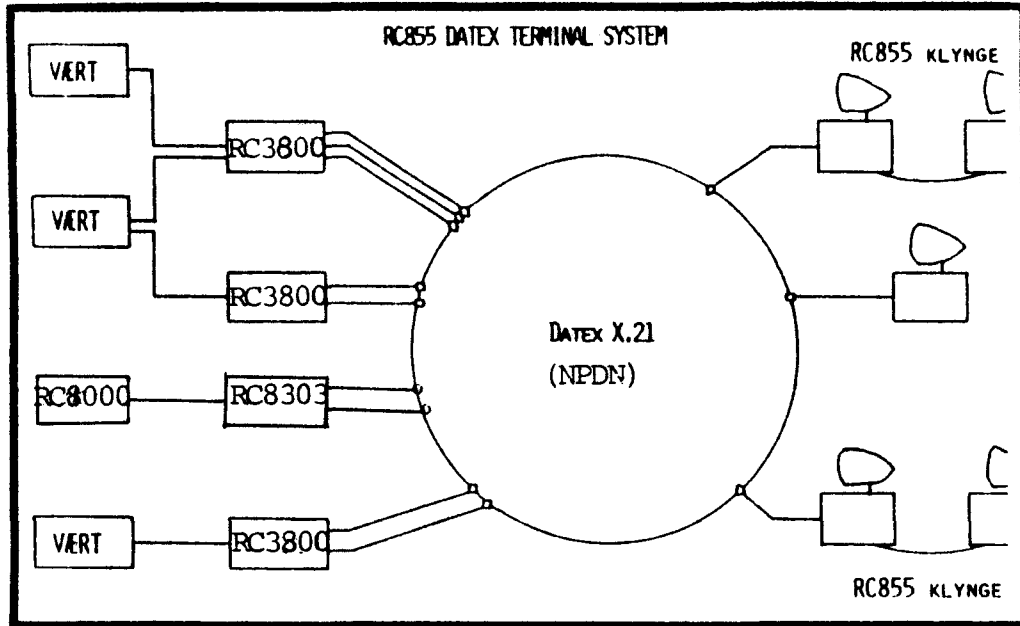 RC855 DATEX TERMINAL SYSTEM
RC855 KLYNGE
VÆRT
RC3800
VÆRT
RC3800
DATEX X.21
(NPDN)
RC8000
RC8303
VÆRT
RC3800
RC855 KLYNGE